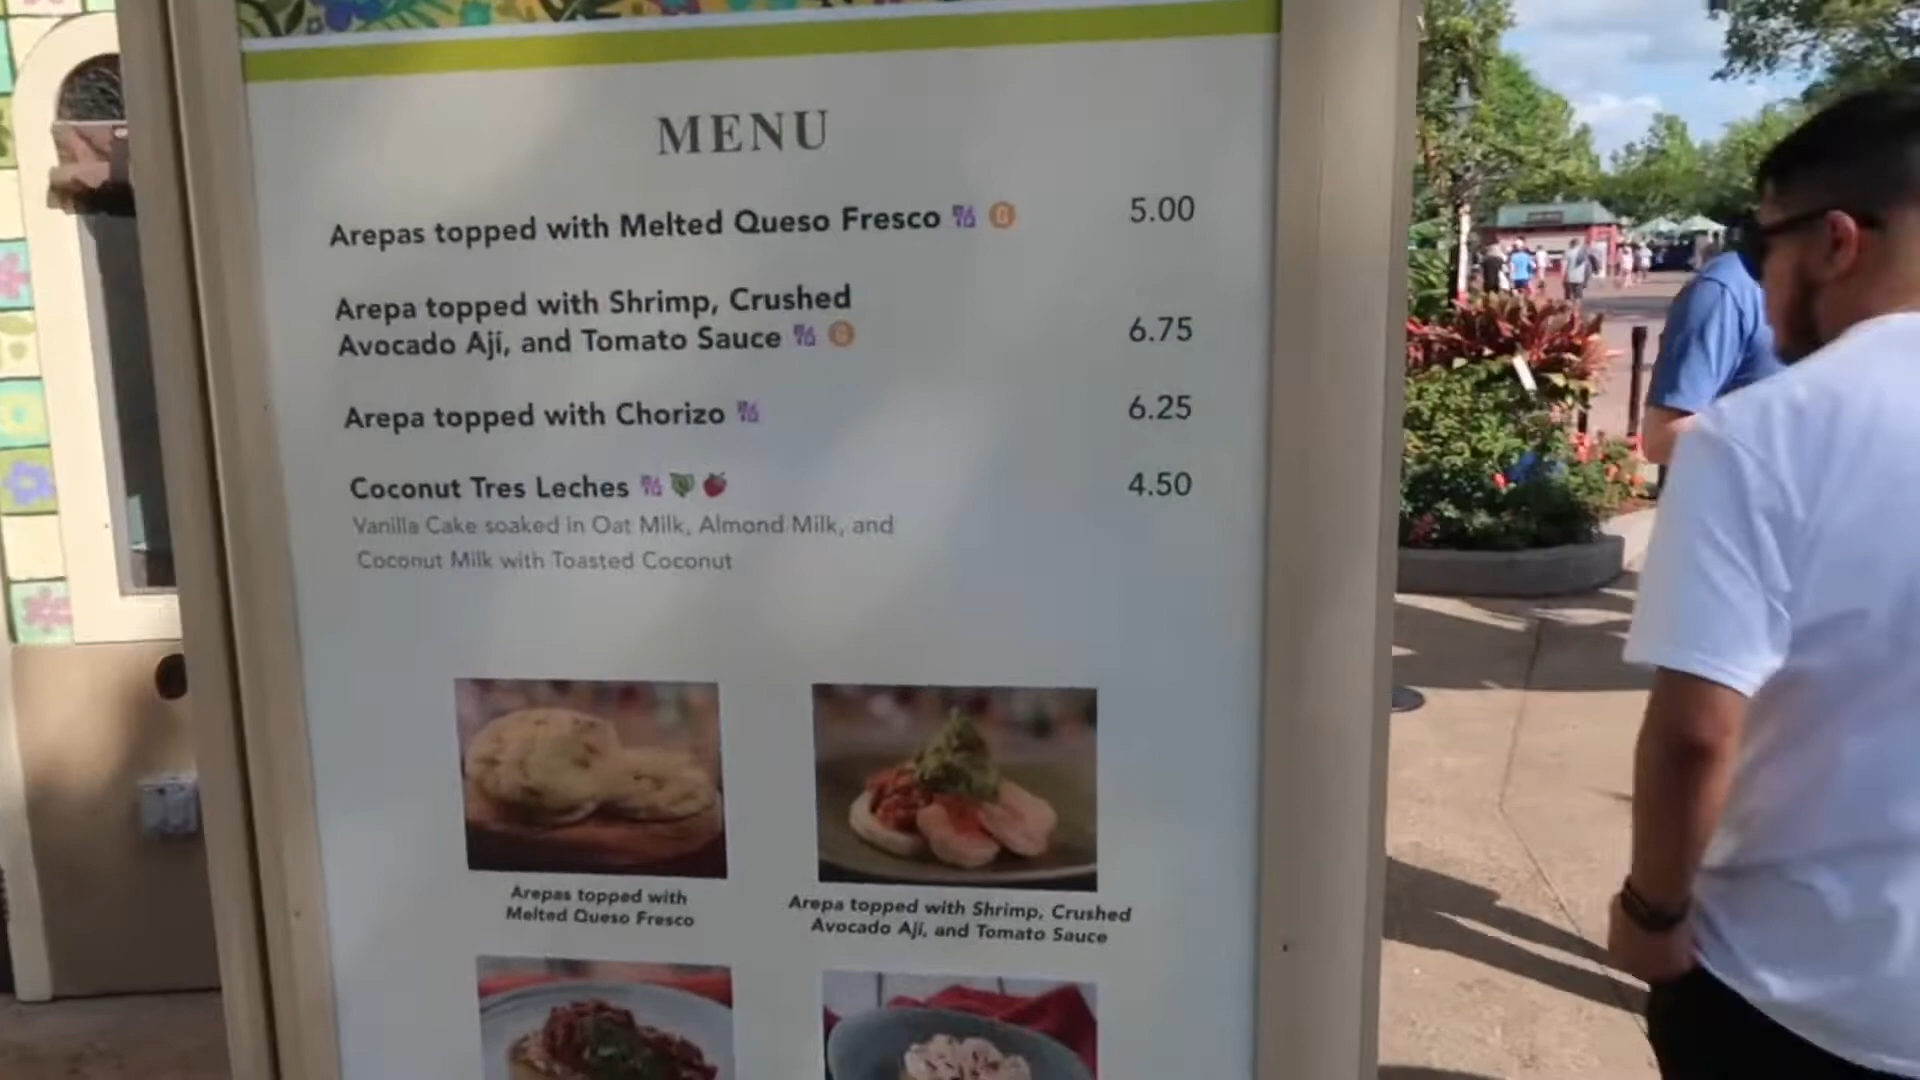 MENU
Arepas topped with Melted Queso Fresco 5.00
Arepa topped with Shrimp, Crushed
Avocado Ají, and Tomato Sauce 6.75
Arepa topped with Chorizo 6.25
Coconut Tres Leches 4.50
Vanilla Cake soaked in Oat Milk, Almond Milk, and
Coconut Milk with Toasted Coconut
Arepas topped with
Melted Queso Fresco
Arepa topped with Shrimp, Crushed
Avocado Ají, and Tomato Sauce